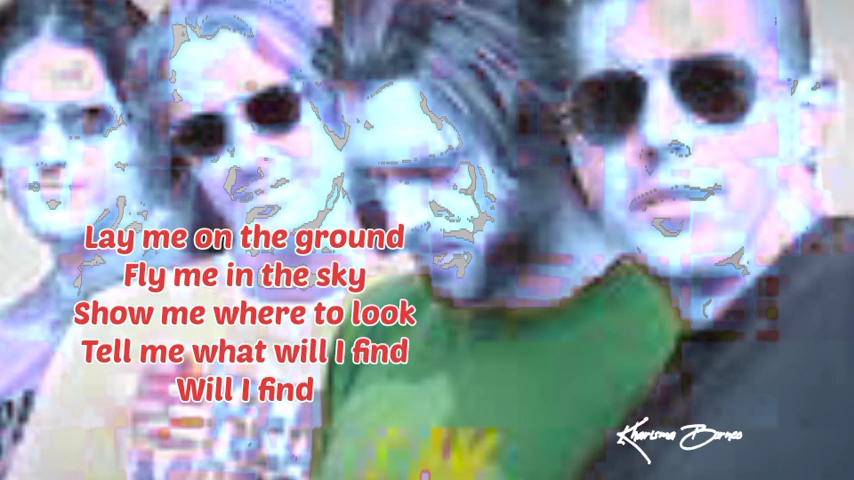 Lay me on the ground
Fly me in the sky
Show me where to look
Tell me what will I find
Will I find
Kharisma Borneo